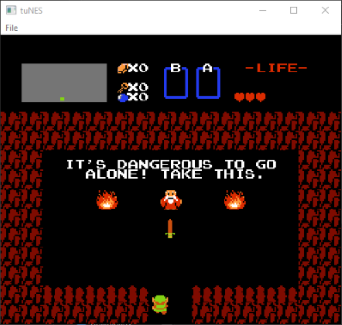 tuNES
File
X0
B
A
-LIFE-
X0
X0
IT'S DANGEROUS TO GO
ALONE! TAKE THIS.